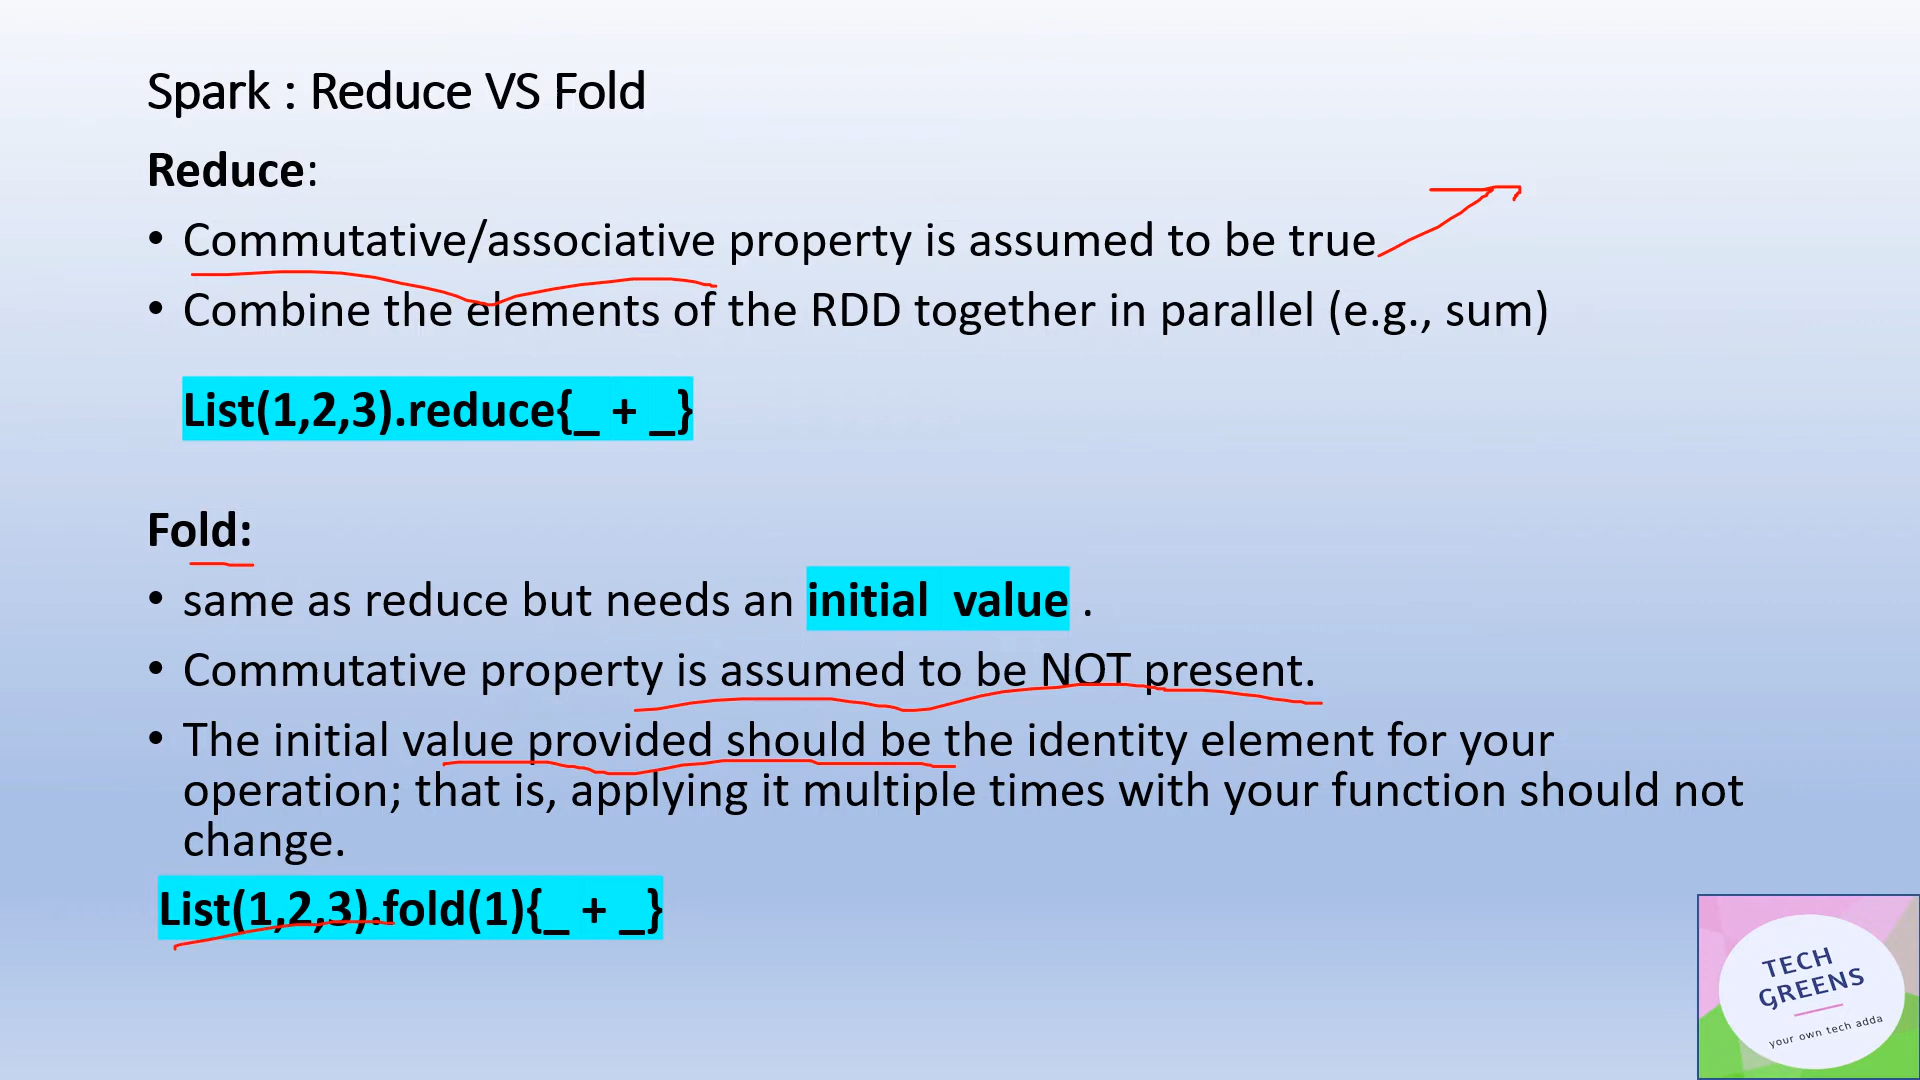 Spark : Reduce VS Fold
Reduce:
• Commutative/associative property is assumed to be true
• Combine the elements of the RDD together in parallel (e.g., sum)
List(1,2,3).reduce{_ + _}
Fold:
• same as reduce but needs an initial  value .
• Commutative property is assumed to be NOT present.
• The initial value provided should be the identity element for your
operation; that is, applying it multiple times with your function should not
change.
List(1,2,3).fold(1){_ + _}
TECH
GREENS
your own tech adda